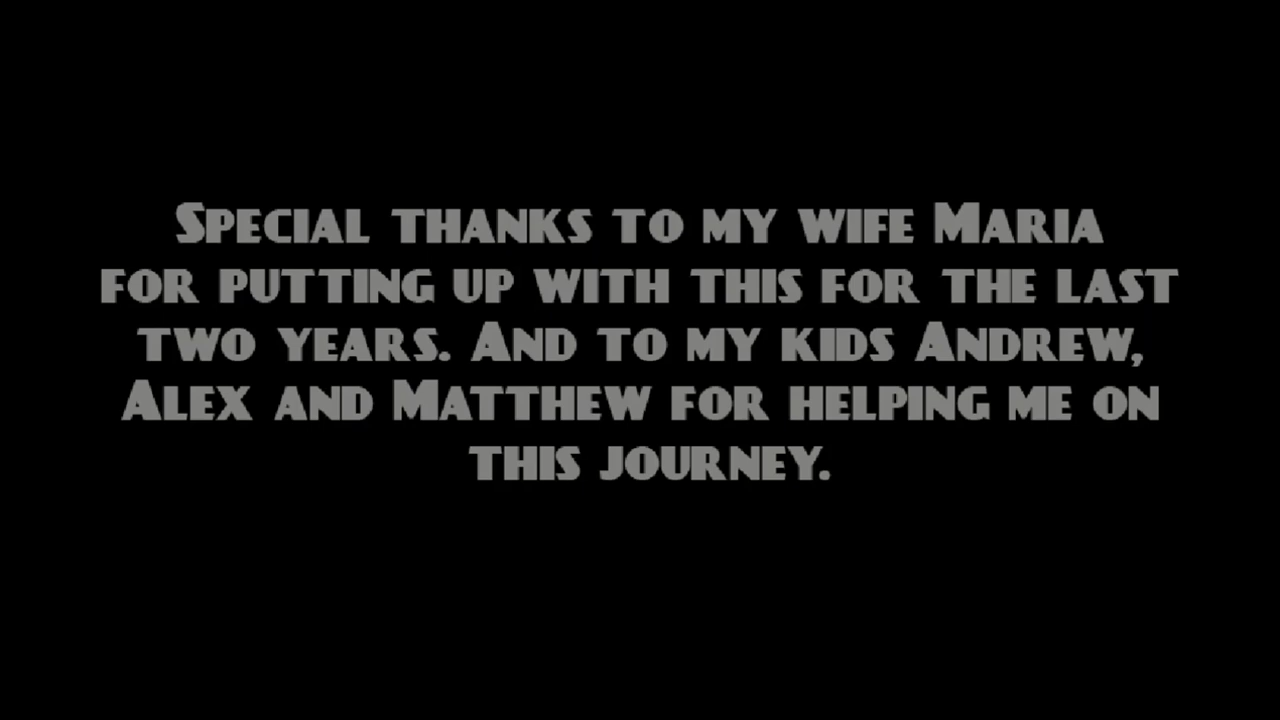 Special thanks to my wife Maria
for putting up with this for the last
two years. And to my kids Andrew,
Alex and Matthew for helping me on
this journey.